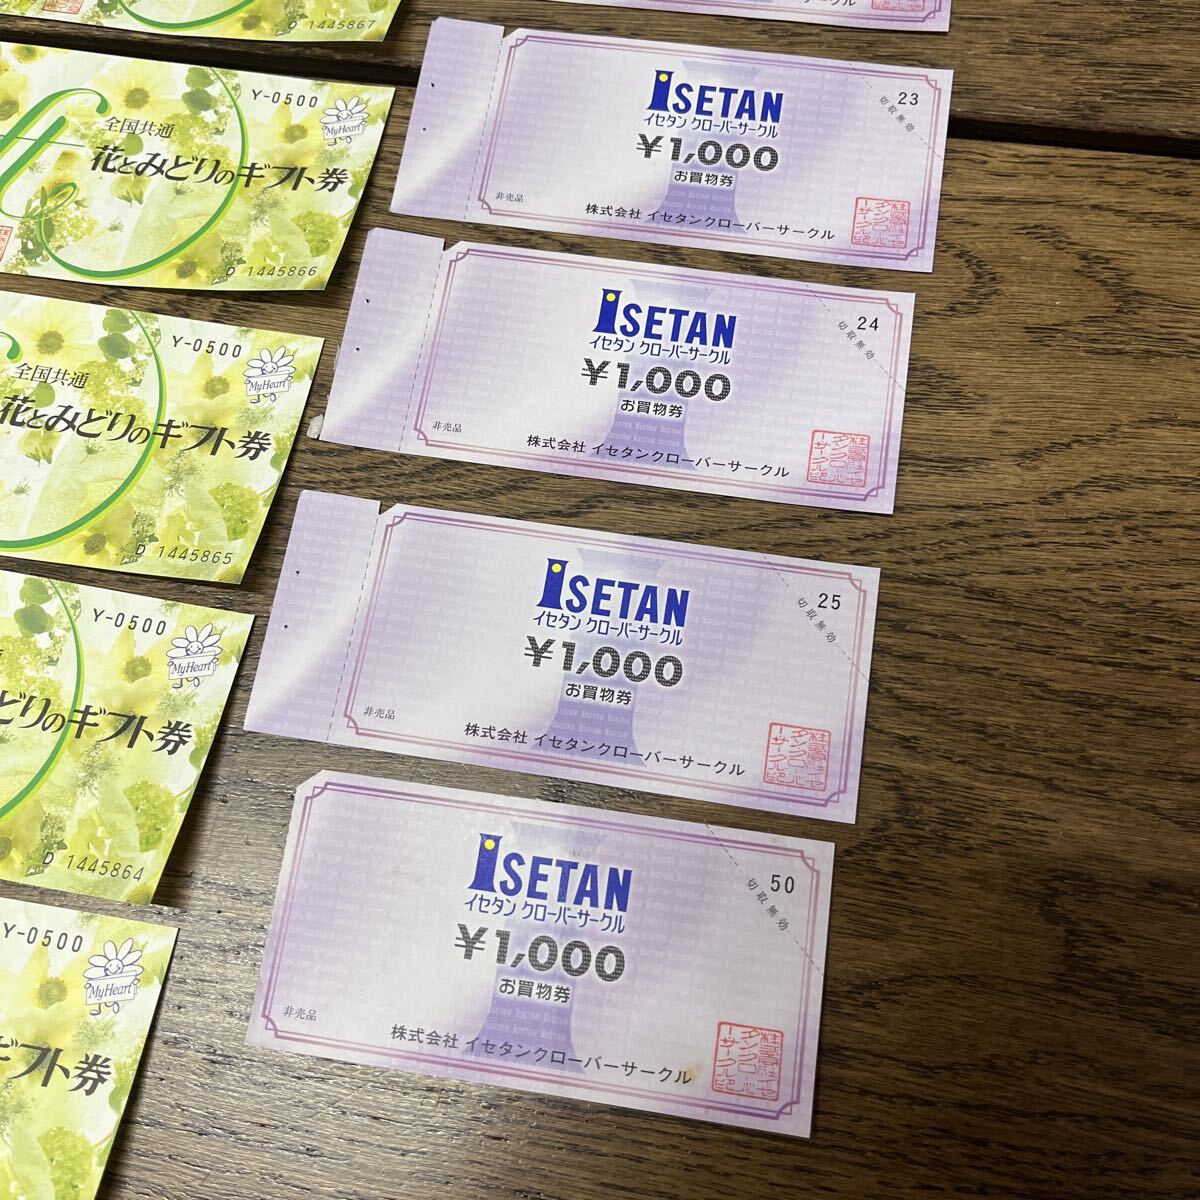 D 1445867
Y-0500
MyHeart
全国共通
花とみどりのギフト券
D 1445866
Y-0500
MyHeart
全国共通
花とみどりのギフト券
D 1445865
Y-0500
MyHeart
どりのギフト券
D 1445864
Y-0500
MyHeart
ギフト券
23
切取無効
ISETAN
イセタン クローバーサークル
¥1,000
お買物券
非売品
株式会社 イセタンクローバーサークル
24
切取無効
ISETAN
イセタン クローバーサークル
¥1,000
お買物券
非売品
株式会社 イセタンクローバーサークル
25
切取無効
ISETAN
イセタン クローバーサークル
¥1,000
お買物券
非売品
株式会社 イセタンクローバーサークル
50
切取無効
ISETAN
イセタン クローバーサークル
¥1,000
お買物券
非売品
株式会社 イセタンクローバーサークル